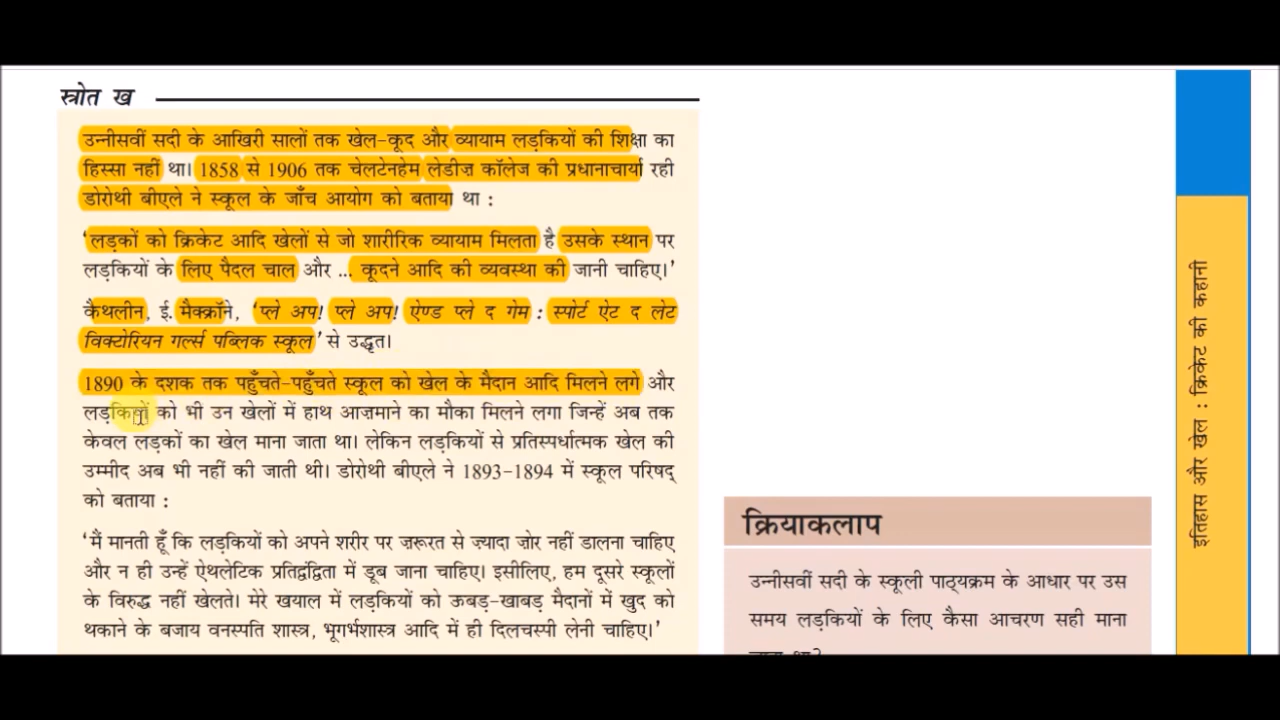 स्त्रोत ख
उन्नीसवीं सदी के आखिरी सालों तक खेल-कूद और व्यायाम लड़कियों की शिक्षा का
हिस्सा नहीं था। 1858 से 1906 तक चेलटेनहेम लेडीज़ कॉलेज की प्रधानाचार्या रही
डोरोथी बीएले ने स्कूल के जाँच आयोग को बताया था :
'लड़कों को क्रिकेट आदि खेलों से जो शारीरिक व्यायाम मिलता है उसके स्थान पर
लड़कियों के लिए पैदल चाल और ... कूदने आदि की व्यवस्था की जानी चाहिए।'
कैथलीन, ई. मैक्क्रॉने, 'प्ले अप! प्ले अप! ऐण्ड प्ले द गेम : स्पोर्ट ऐट द लेट
विक्टोरियन गर्ल्स पब्लिक स्कूल' से उद्धृत।
1890 के दशक तक पहुँचते-पहुँचते स्कूल को खेल के मैदान आदि मिलने लगे और
लड़कियों को भी उन खेलों में हाथ आज़माने का मौका मिलने लगा जिन्हें अब तक
केवल लड़कों का खेल माना जाता था। लेकिन लड़कियों से प्रतिस्पर्धात्मक खेल की
उम्मीद अब भी नहीं की जाती थी। डोरोथी बीएले ने 1893-1894 में स्कूल परिषद्
को बताया :
'मैं मानती हूँ कि लड़कियों को अपने शरीर पर ज़रूरत से ज्यादा ज़ोर नहीं डालना चाहिए
और न ही उन्हें ऐथलेटिक प्रतिद्वंद्विता में डूब जाना चाहिए। इसीलिए, हम दूसरे स्कूलों
के विरुद्ध नहीं खेलते। मेरे खयाल में लड़कियों को ऊबड़-खाबड़ मैदानों में खुद को
थकाने के बजाय वनस्पति शास्त्र, भूगर्भशास्त्र आदि में ही दिलचस्पी लेनी चाहिए।'
क्रियाकलाप
उन्नीसवीं सदी के स्कूली पाठ्यक्रम के आधार पर उस
समय लड़कियों के लिए कैसा आचरण सही माना
जाता था?
इतिहास और खेल : क्रिकेट की कहानी